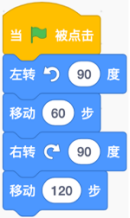 当 被点击
左转 90 度
移动 60 步
右转 90 度
移动 120 步